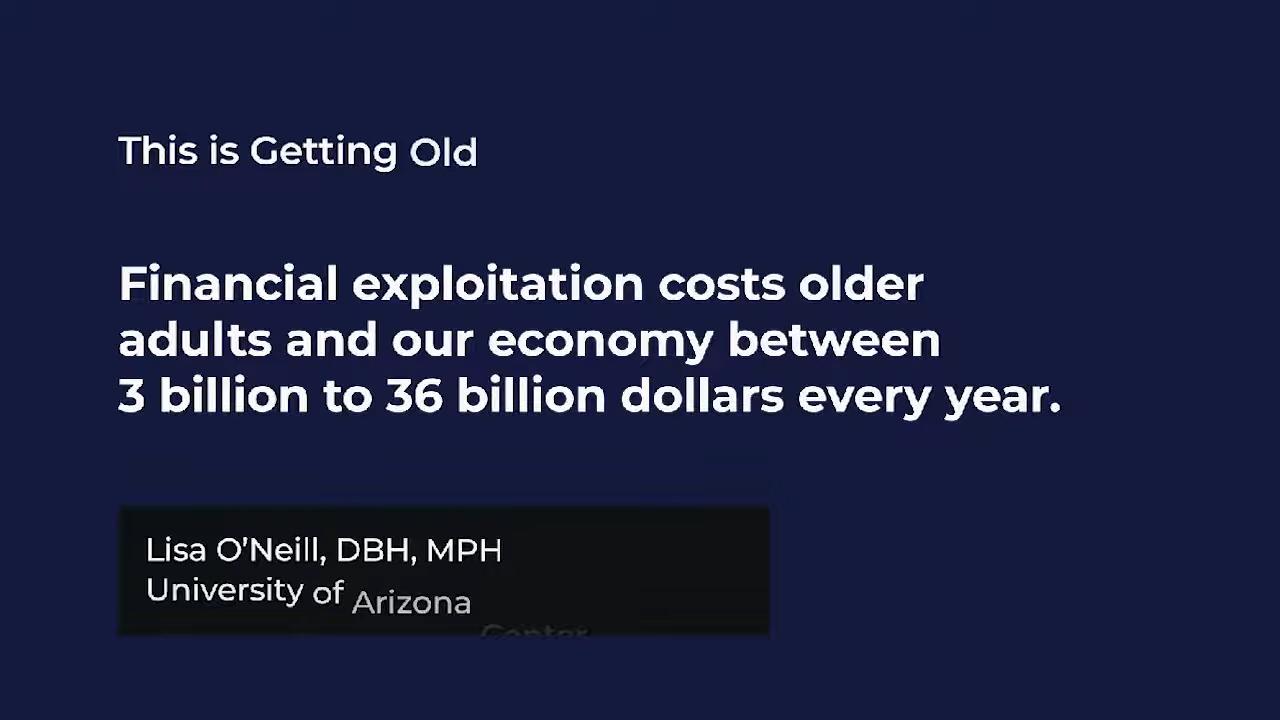 This is Getting Old
Financial exploitation costs older
adults and our economy between
3 billion to 36 billion dollars every year.
Lisa O'Neill, DBH, MPH
University of Arizona
Center